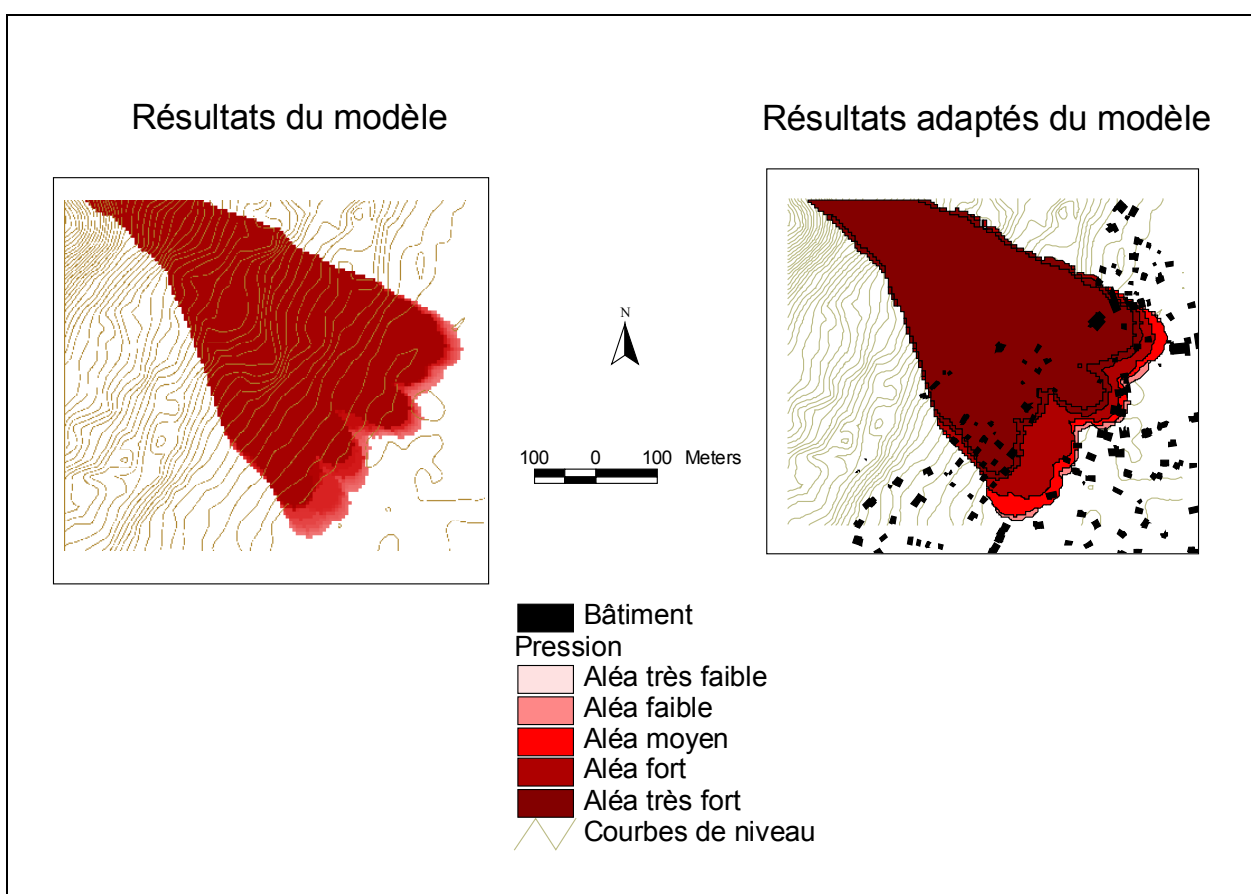 Résultats du modèle
Résultats adaptés du modèle
N
100 0 100 Meters
Bâtiment
Pression
Aléa très faible
Aléa faible
Aléa moyen
Aléa fort
Aléa très fort
Courbes de niveau